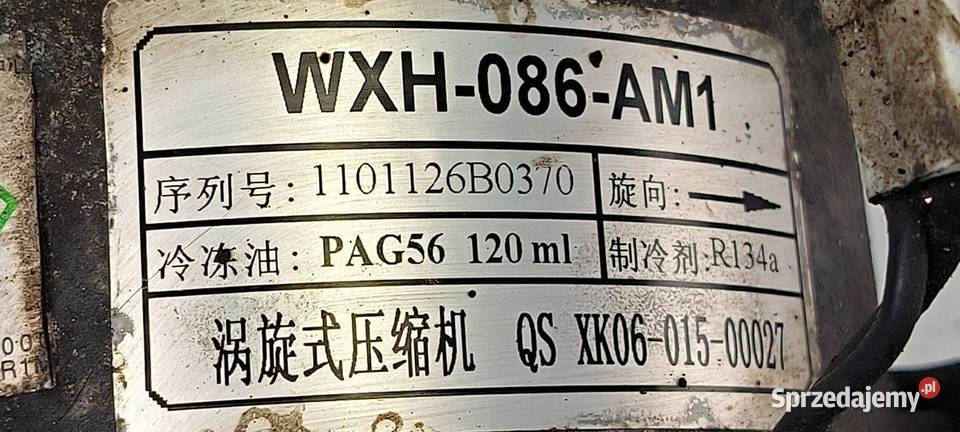 WXH-086-AM1
序列号: 1101126B0370
旋向:
冷冻油: PAG56 120 ml
制冷剂:R134a
涡旋式压缩机 QS XK06-015-00027
Sprzedajemy.pl